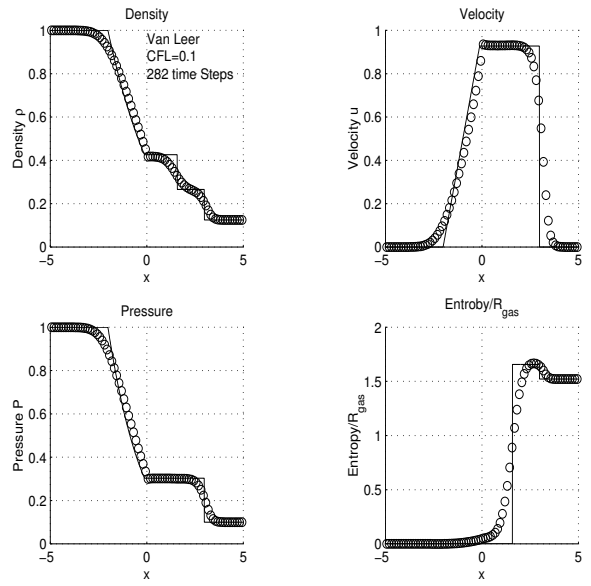 Density
Van Leer
CFL=0.1
282 time Steps
1
0.8
0.6
0.4
0.2
0
Density ρ
−5
0
5
x
Velocity
1
0.8
0.6
0.4
0.2
0
Velocity u
−5
0
5
x
Pressure
1
0.8
0.6
0.4
0.2
0
Pressure P
−5
0
5
x
Entroby/Rgas
2
1.5
1
0.5
0
Entropy/Rgas
−5
0
5
x